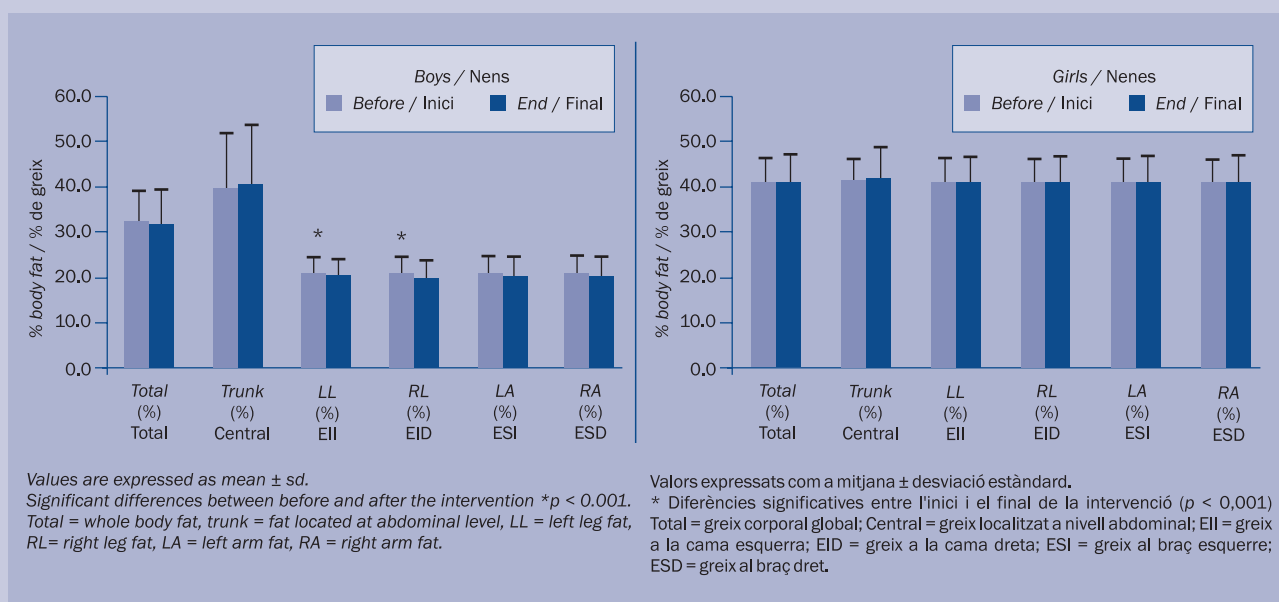 Boys / Nens
Before / Inici End / Final
% body fat / % de greix
60.0
50.0
40.0
30.0
20.0
10.0
0.0
* *
Total Trunk LL RL LA RA
(%) (%) (%) (%) (%) (%)
Total Central EII EID ESI ESD
Values are expressed as mean ± sd.
Significant differences between before and after the intervention *p < 0.001.
Total = whole body fat, trunk = fat located at abdominal level, LL = left leg fat,
RL= right leg fat, LA = left arm fat, RA = right arm fat.
Girls / Nenes
Before / Inici End / Final
% body fat / % de greix
60.0
50.0
40.0
30.0
20.0
10.0
0.0
Total Trunk LL RL LA RA
(%) (%) (%) (%) (%) (%)
Total Central EII EID ESI ESD
Valors expressats com a mitjana ± desviació estàndard.
* Diferències significatives entre l'inici i el final de la intervenció (p < 0,001)
Total = greix corporal global; Central = greix localitzat a nivell abdominal; EII = greix
a la cama esquerra; EID = greix a la cama dreta; ESI = greix al braç esquerre;
ESD = greix al braç dret.